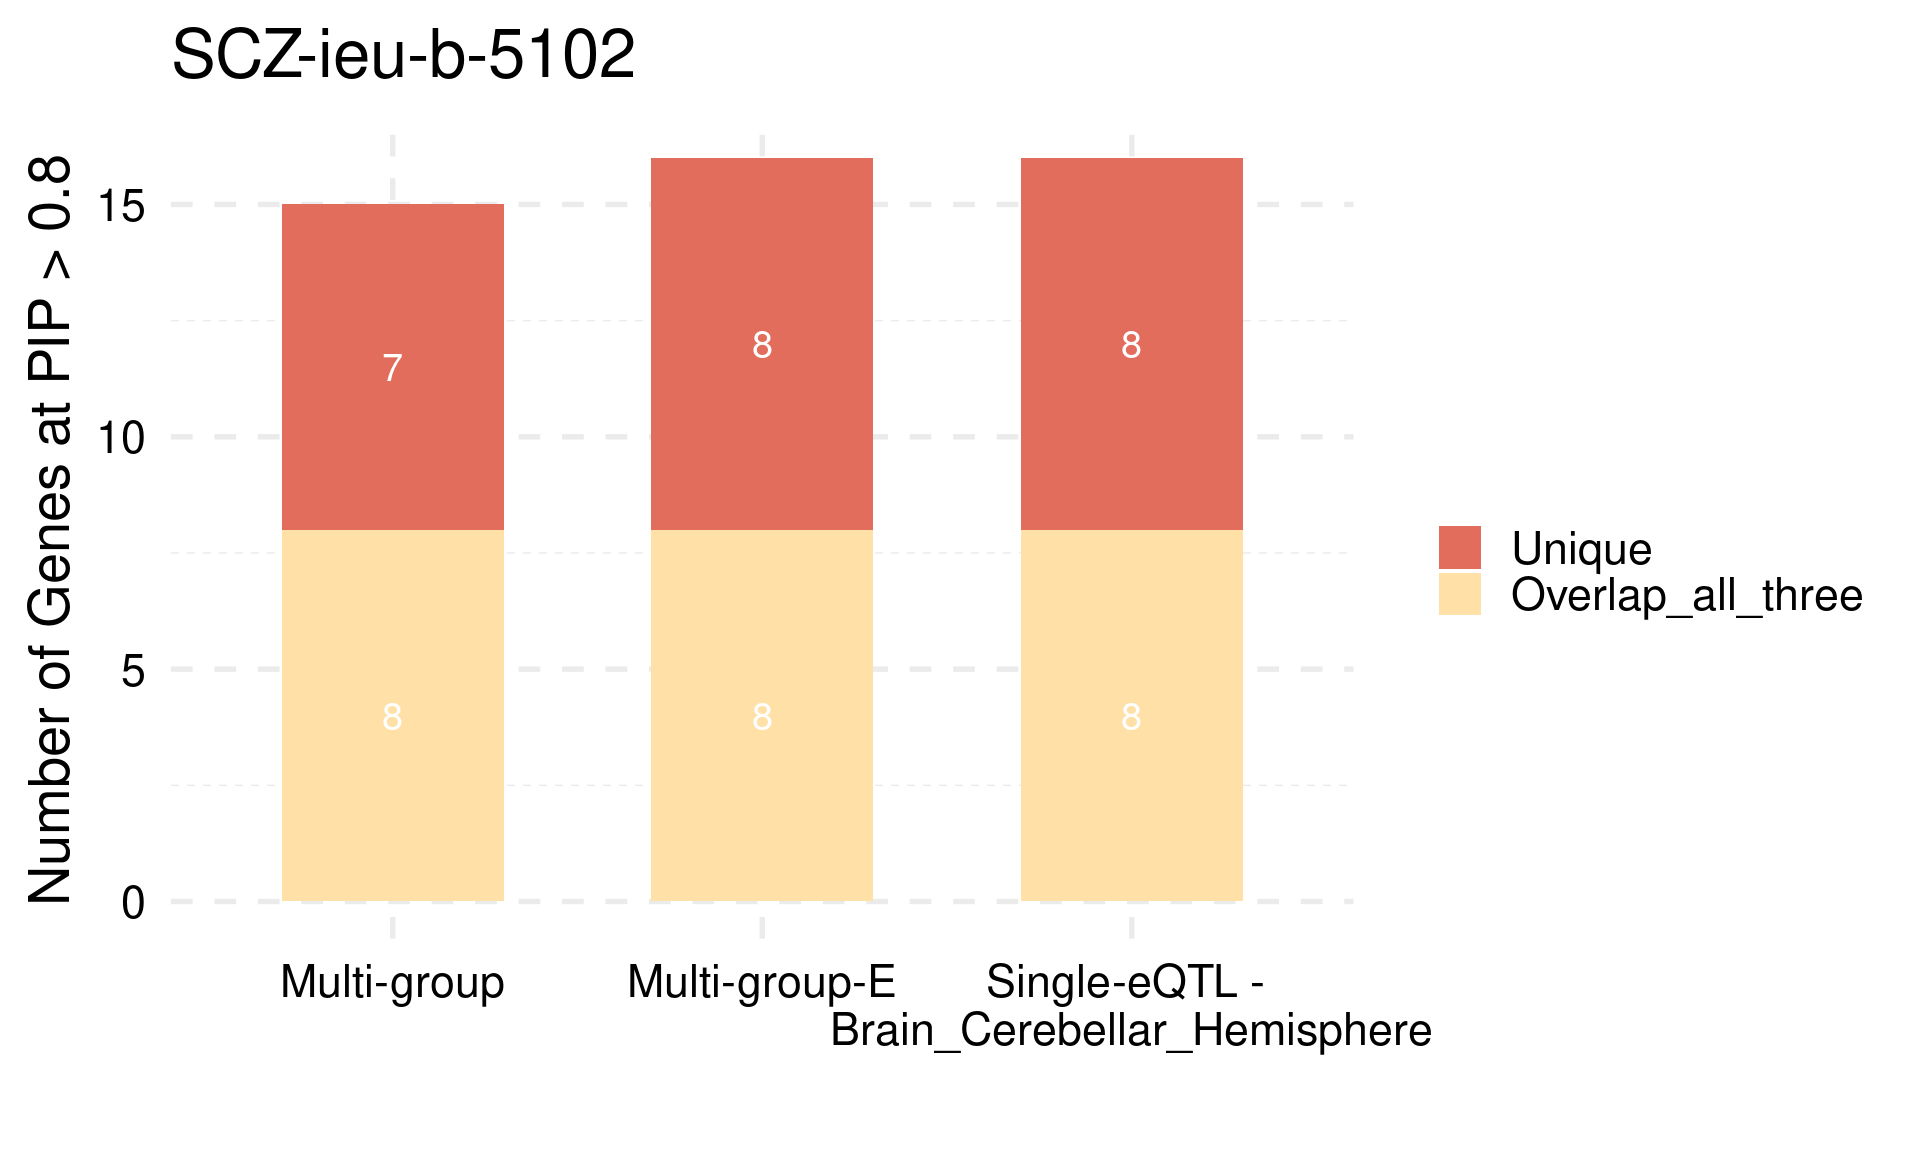 SCZ-ieu-b-5102
Number of Genes at PIP > 0.8
15
10
5
0
7
8
8
8
8
8
Multi-group
Multi-group-E
Single-eQTL -
Brain_Cerebellar_Hemisphere
Unique
Overlap_all_three